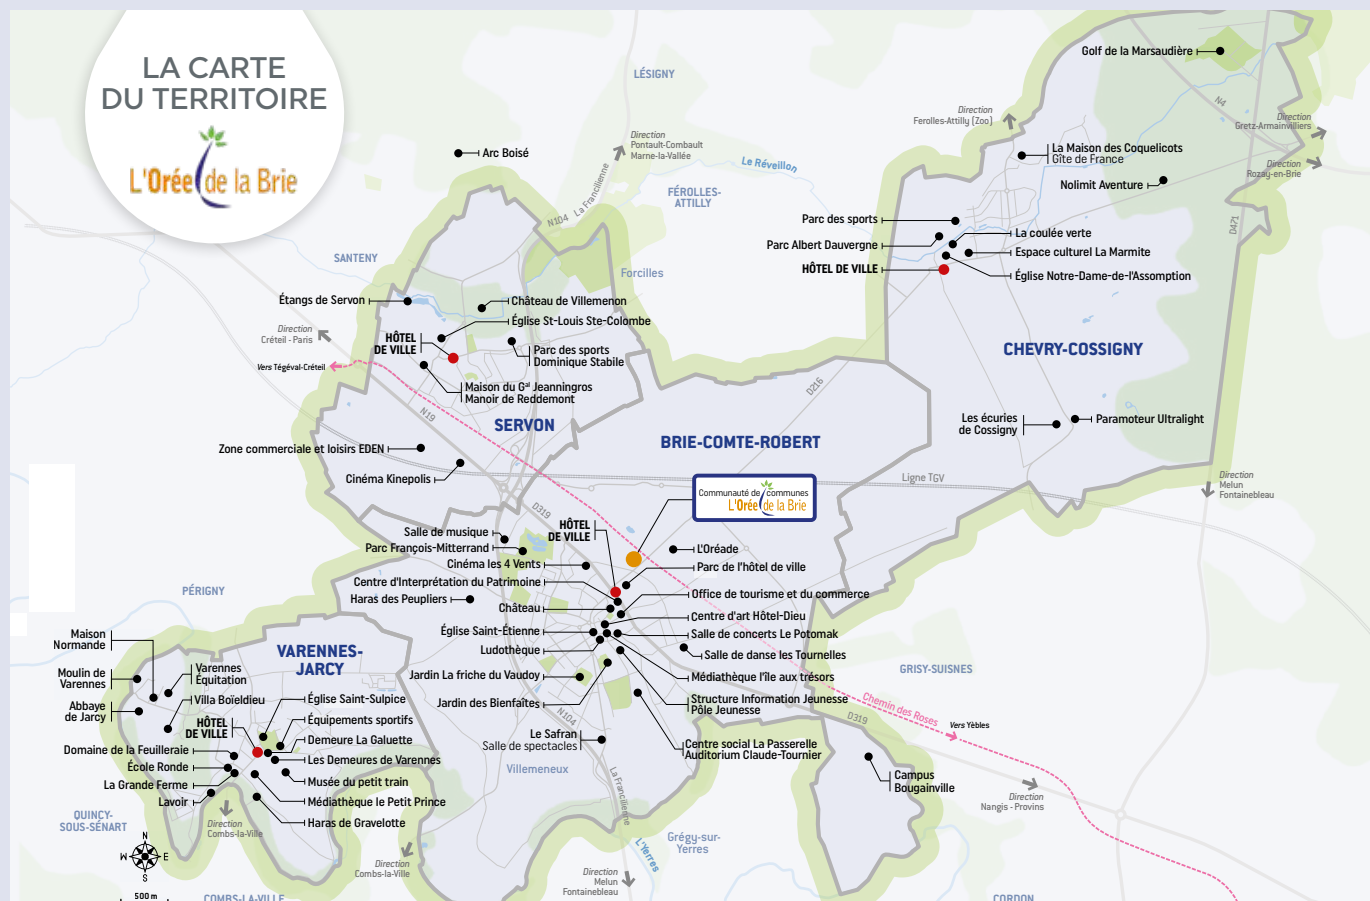 LA CARTE
DU TERRITOIRE
L'Orée de la Brie
LÉSIGNY
Direction
Pontault-Combault
Marne-la-Vallée
Arc Boisé
La Francilienne
N104
Le Réveillon
FÉROLLES-
ATTILLY
Forcilles
SANTENY
Golf de la Marsaudière
N4
Direction
Ferolles-Attilly (Zoo)
Direction
Gretz-Armainvilliers
Direction
Rozay-en-Brie
La Maison des Coquelicots
Gîte de France
Nolimit Aventure
D471
Parc des sports
Parc Albert Dauvergne
HÔTEL DE VILLE
La coulée verte
Espace culturel La Marmite
Église Notre-Dame-de-l'Assomption
CHEVRY-COSSIGNY
Les écuries
de Cossigny
Paramoteur Ultralight
Direction
Melun
Fontainebleau
Étangs de Servon
Château de Villemenon
Église St-Louis Ste-Colombe
HÔTEL
DE VILLE
Parc des sports
Dominique Stabile
Maison du Gal Jeanningros
Manoir de Reddemont
Direction
Créteil - Paris
Vers Tégéval-Créteil
N19
SERVON
Zone commerciale et loisirs EDEN
Cinéma Kinepolis
D216
BRIE-COMTE-ROBERT
Ligne TGV
Communauté de communes
L'Orée de la Brie
D319
HÔTEL
DE VILLE
Salle de musique
Parc François-Mitterrand
Cinéma les 4 Vents
Centre d'Interprétation du Patrimoine
Haras des Peupliers
Château
Église Saint-Étienne
Ludothèque
Jardin La friche du Vaudoy
Jardin des Bienfaîtes
N104
Le Safran
Salle de spectacles
Villemeneux
La Francilienne
L'Oréade
Parc de l'hôtel de ville
Office de tourisme et du commerce
Centre d'art Hôtel-Dieu
Salle de concerts Le Potomak
Salle de danse les Tournelles
Médiathèque l'île aux trésors
Structure Information Jeunesse
Pôle Jeunesse
Centre social La Passerelle
Auditorium Claude-Tournier
GRISY-SUISNES
Chemin des Roses
D319
Vers Yèbles
Campus
Bougainville
Direction
Nangis - Provins
Grégy-sur-
Yerres
L'Yerres
Direction
Melun
Fontainebleau
CORDON
PÉRIGNY
VARENNES-
JARCY
Maison
Normande
Moulin de
Varennes
Abbaye
de Jarcy
Varennes
Équitation
Villa Boïeldieu
HÔTEL
DE VILLE
Domaine de la Feuilleraie
École Ronde
La Grande Ferme
Lavoir
Église Saint-Sulpice
Équipements sportifs
Demeure La Galuette
Les Demeures de Varennes
Musée du petit train
Médiathèque le Petit Prince
Haras de Gravelotte
QUINCY-
SOUS-SÉNART
Direction
Combs-la-Ville
Direction
Combs-la-Ville
N
W E
S
500 m
COMBS-LA-VILLE